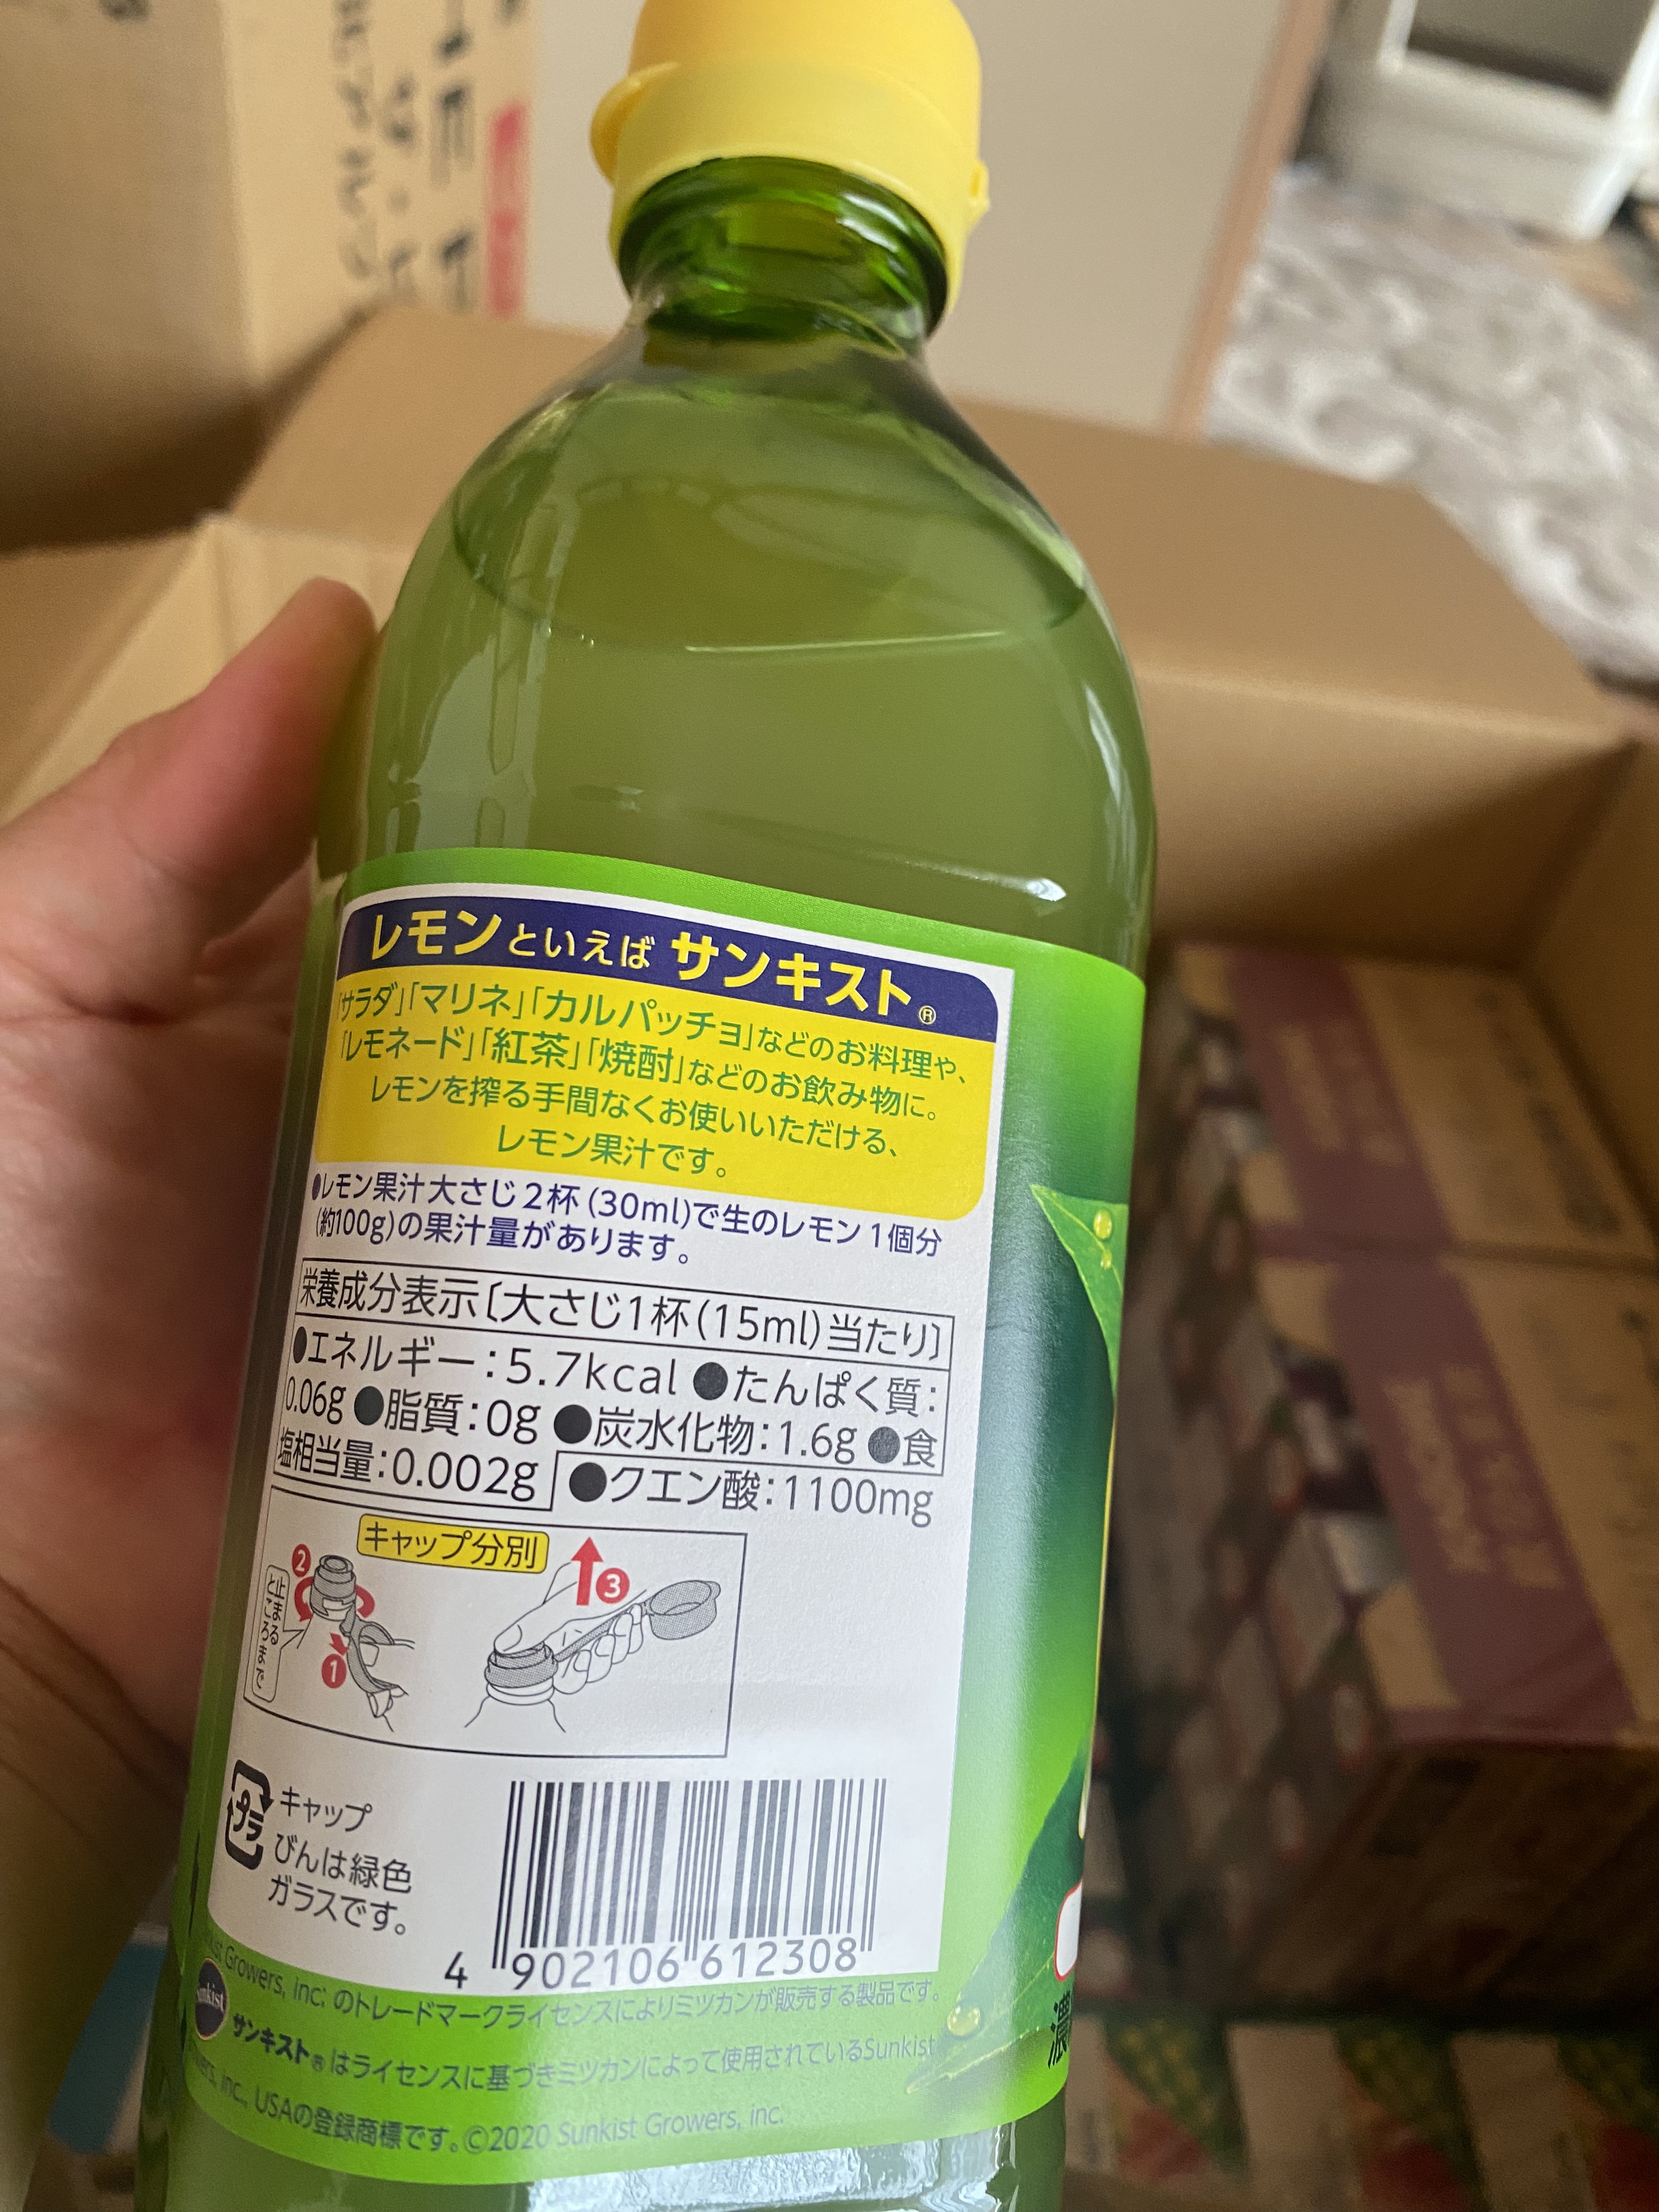 レモンといえばサンキスト®
「サラダ」「マリネ」「カルパッチョ」などのお料理や、
「レモネード」「紅茶」「焼酎」などのお飲み物に。
レモンを搾る手間なくお使いいただける、
レモン果汁です。
●レモン果汁大さじ2杯(30ml)で生のレモン1個分
(約100g)の果汁量があります。
栄養成分表示〔大さじ1杯(15ml)当たり〕
●エネルギー:5.7kcal ●たんぱく質:
0.06g ●脂質:0g ●炭水化物:1.6g ●食
塩相当量:0.002g ●クエン酸:1100mg
キャップ分別
2
止まる
ところまで
1
3
プラ
キャップ
びんは緑色
ガラスです。
4 902106 612308
Growers, inc. のトレードマークライセンスによりミツカンが販売する製品です。
Sunkist
サンキスト®はライセンスに基づきミツカンによって使用されているSunkist
inc., USAの登録商標です。©2020 Sunkist Growers, inc.
濃